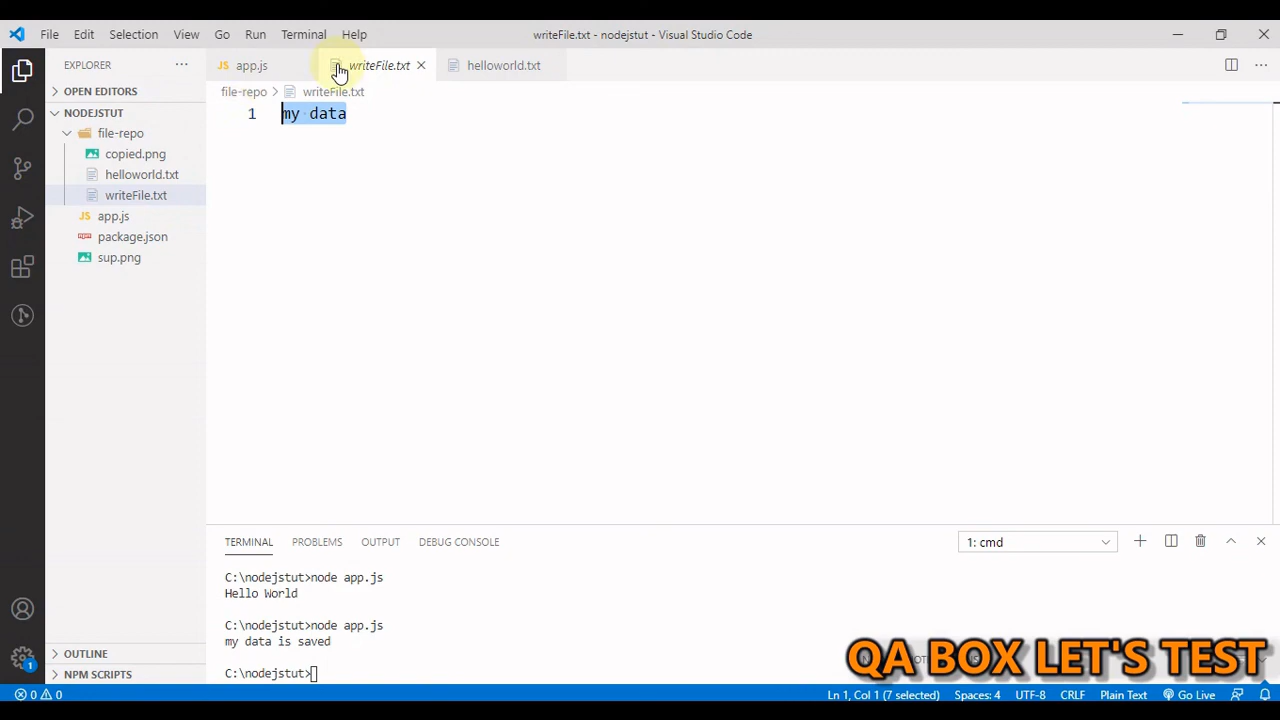 File Edit Selection View Go Run Terminal Help
writeFile.txt - nodejstut - Visual Studio Code
EXPLORER
JS app.js
writeFile.txt
helloworld.txt
OPEN EDITORS
file-repo > writeFile.txt
NODEJSTUT
1 my data
file-repo
copied.png
helloworld.txt
writeFile.txt
JS app.js
package.json
sup.png
TERMINAL PROBLEMS OUTPUT DEBUG CONSOLE
1: cmd
C:\nodejstut>node app.js
Hello World
C:\nodejstut>node app.js
my data is saved
C:\nodejstut>
OUTLINE
NPM SCRIPTS
QA BOX LET'S TEST
1
0 0
Ln 1, Col 1 (7 selected) Spaces: 4 UTF-8 CRLF Plain Text Go Live